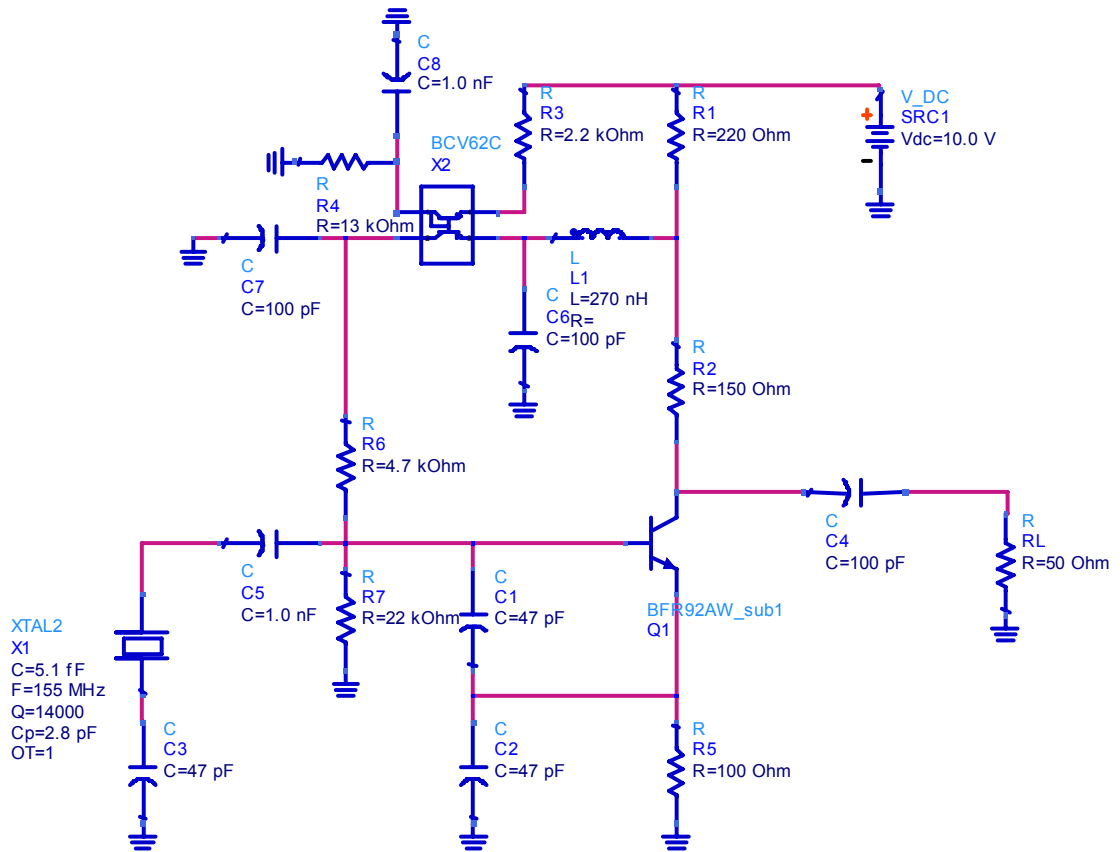 C
C8
C=1.0 nF
R
R3
R=2.2 kOhm
R
R1
R=220 Ohm
V_DC
SRC1
Vdc=10.0 V
+
-
BCV62C
X2
R
R4
R=13 kOhm
C
C7
C=100 pF
L
L1
L=270 nH
R=
C
C6
C=100 pF
R
R2
R=150 Ohm
R
R6
R=4.7 kOhm
C
C5
C=1.0 nF
R
R7
R=22 kOhm
C
C1
C=47 pF
BFR92AW_sub1
Q1
C
C4
C=100 pF
R
RL
R=50 Ohm
XTAL2
X1
C=5.1 fF
F=155 MHz
Q=14000
Cp=2.8 pF
OT=1
C
C3
C=47 pF
C
C2
C=47 pF
R
R5
R=100 Ohm